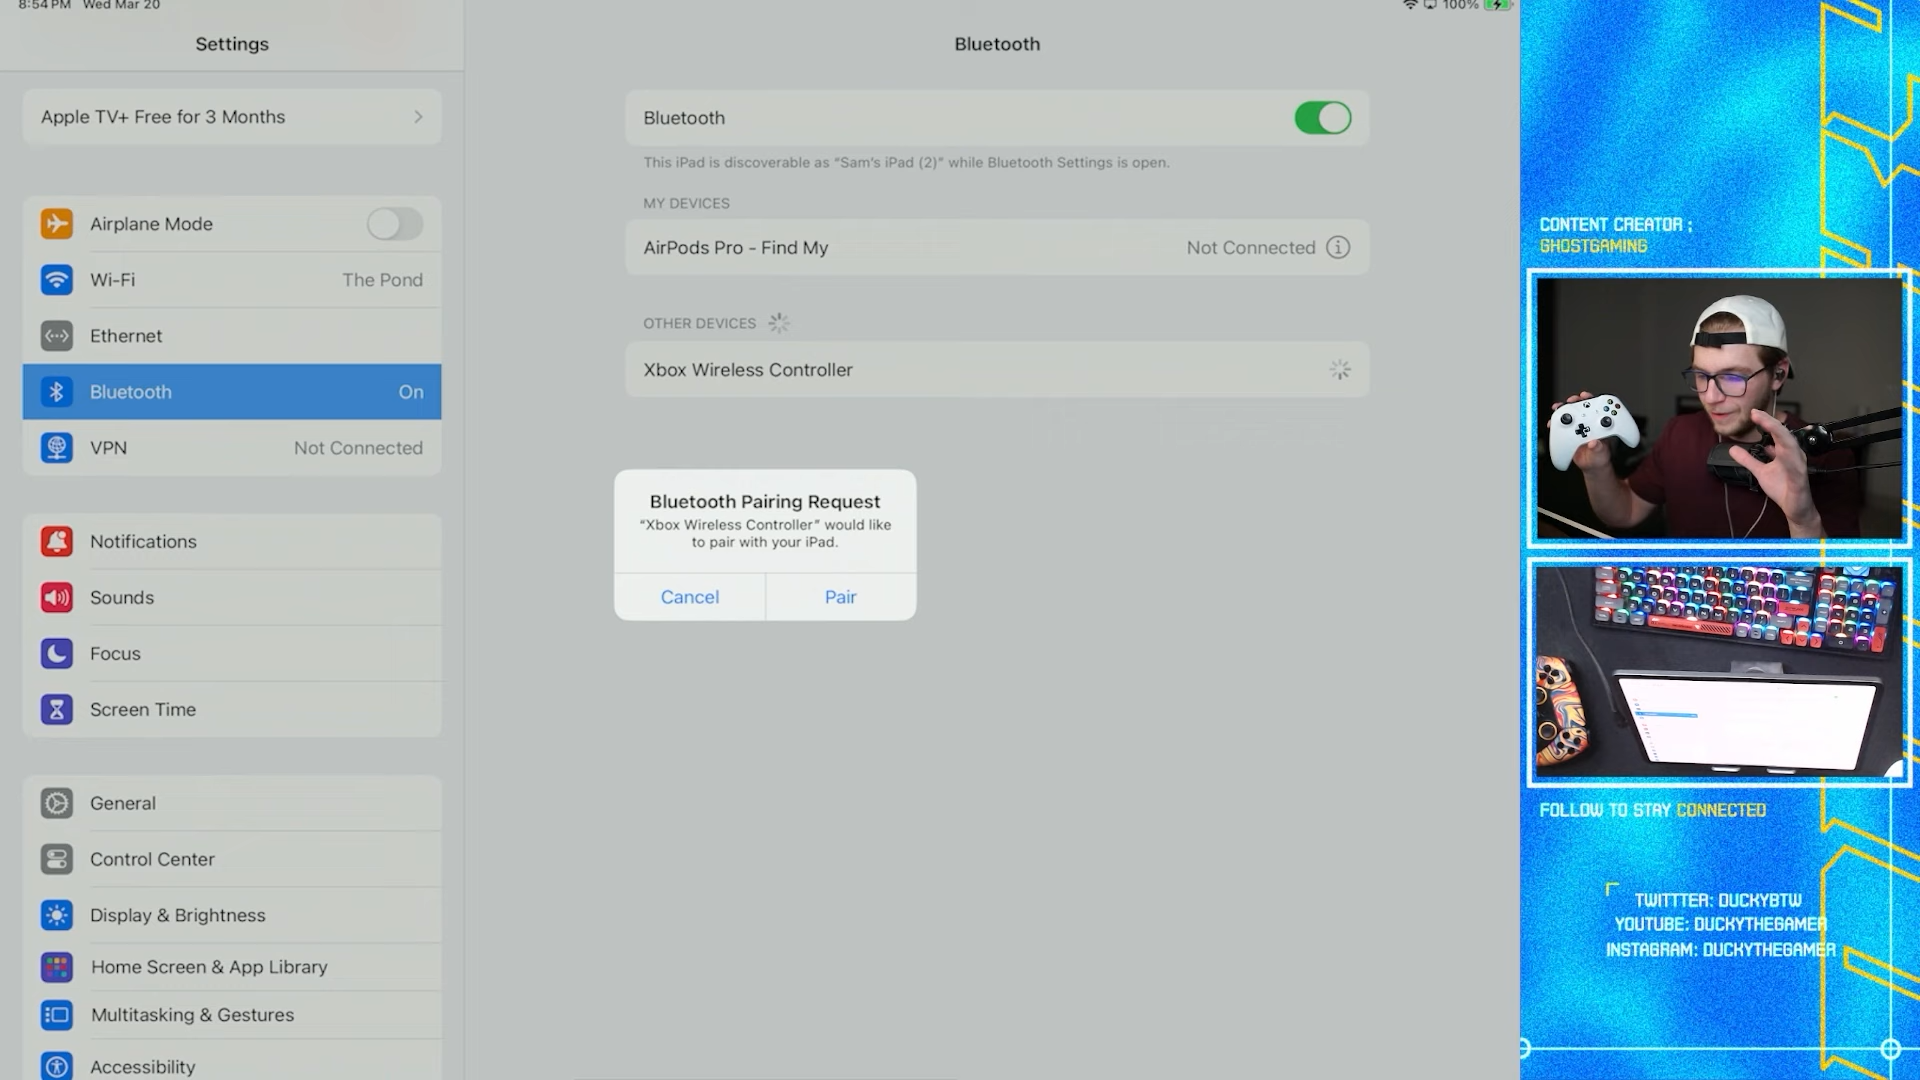 8:54 PM Wed Mar 20
100%
Settings
Apple TV+ Free for 3 Months
Airplane Mode
Wi-Fi The Pond
Ethernet
Bluetooth On
VPN Not Connected
Notifications
Sounds
Focus
Screen Time
General
Control Center
Display & Brightness
Home Screen & App Library
Multitasking & Gestures
Accessibility
Bluetooth
Bluetooth
This iPad is discoverable as “Sam’s iPad (2)” while Bluetooth Settings is open.
MY DEVICES
AirPods Pro - Find My Not Connected
OTHER DEVICES
Xbox Wireless Controller
Bluetooth Pairing Request
“Xbox Wireless Controller” would like
to pair with your iPad.
Cancel Pair
CONTENT CREATOR ;
GHOSTGAMING
FOLLOW TO STAY CONNECTED
TWITTTER: DUCKYBTW
YOUTUBE: DUCKYTHEGAMER
INSTAGRAM: DUCKYTHEGAMER